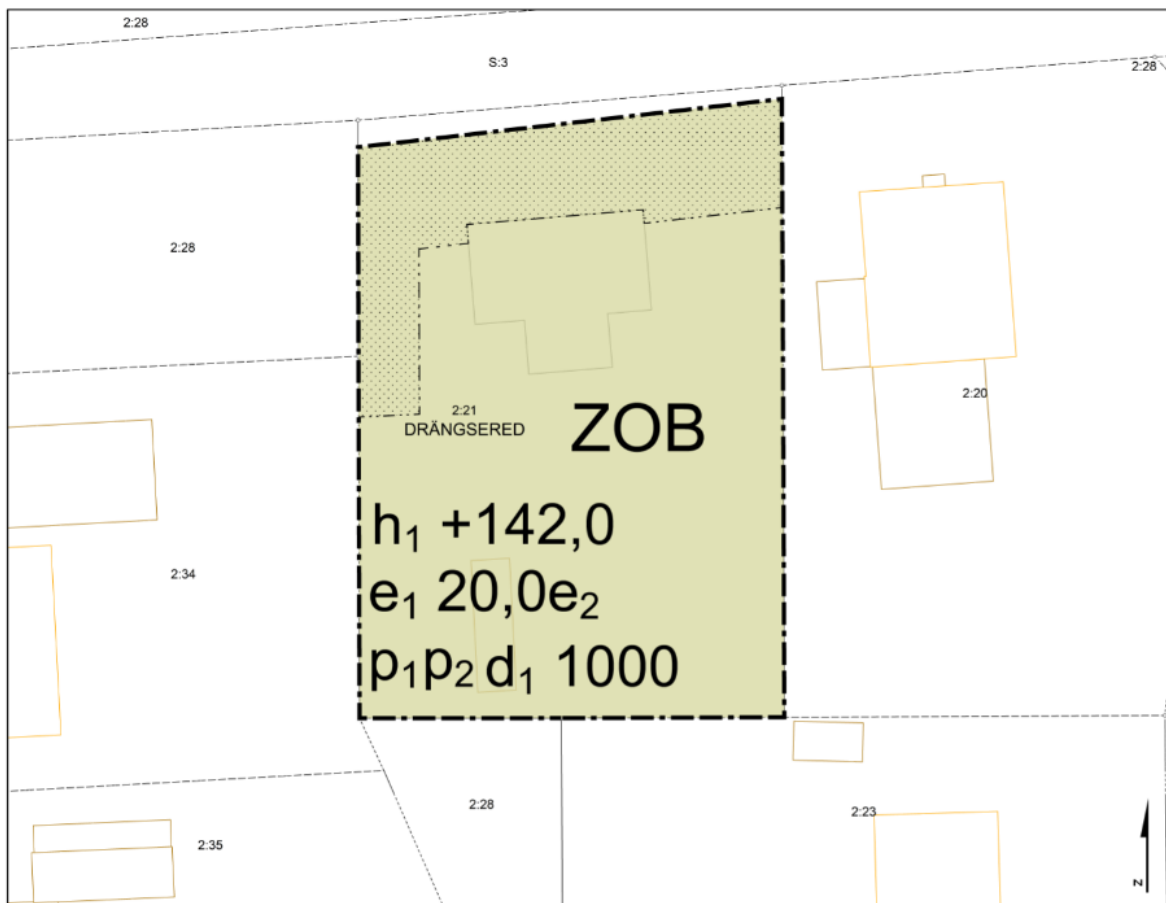 2:28
S:3
2:28
2:28
2:21
DRÄNGSERED
ZOB
2:20
h₁ +142,0
e₁ 20,0e₂
p₁p₂ d₁ 1000
2:34
2:28
2:23
2:35
N